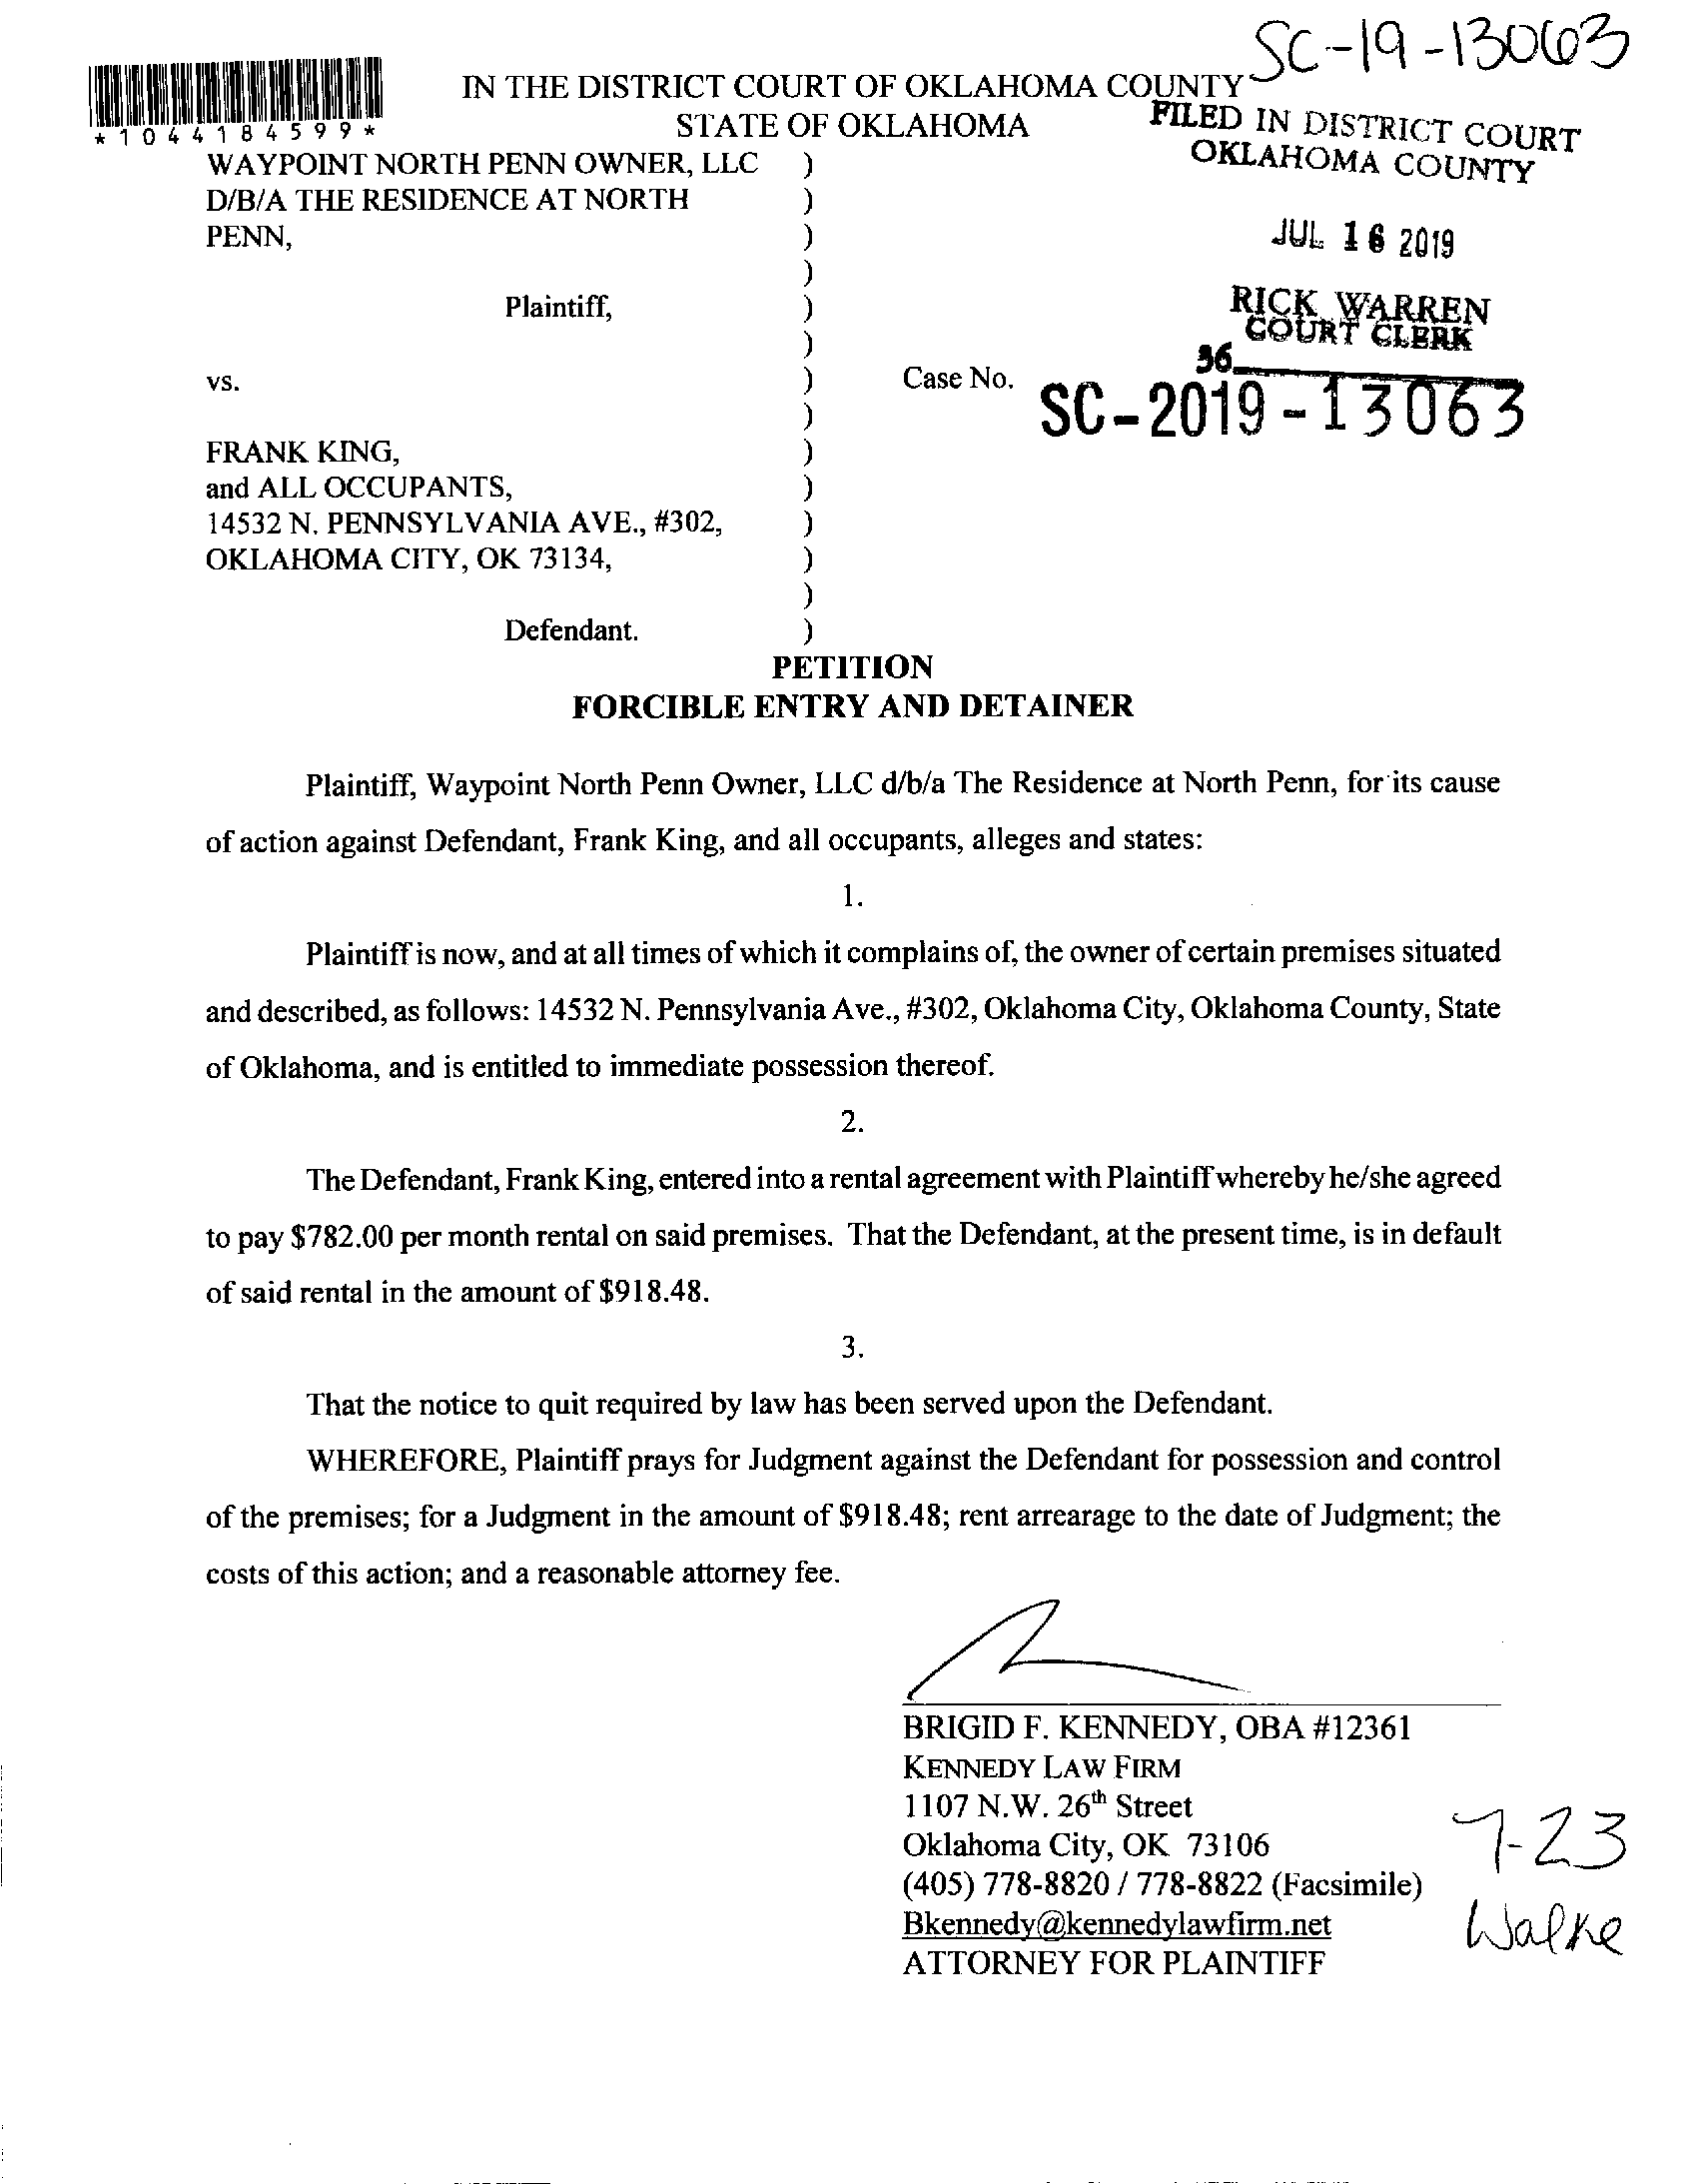 SC-19-13063
IN THE DISTRICT COURT OF OKLAHOMA COUNTY
STATE OF OKLAHOMA
*1044184599*
FILED IN DISTRICT COURT
OKLAHOMA COUNTY
JUL 16 2019
RICK WARREN
COURT CLERK
36
WAYPOINT NORTH PENN OWNER, LLC )
D/B/A THE RESIDENCE AT NORTH )
PENN, )
)
Plaintiff, )
)
vs. ) Case No. SC-2019-13063
)
FRANK KING, )
and ALL OCCUPANTS, )
14532 N. PENNSYLVANIA AVE., #302, )
OKLAHOMA CITY, OK 73134, )
)
Defendant. )
PETITION
FORCIBLE ENTRY AND DETAINER
Plaintiff, Waypoint North Penn Owner, LLC d/b/a The Residence at North Penn, for its cause
of action against Defendant, Frank King, and all occupants, alleges and states:
1.
Plaintiff is now, and at all times of which it complains of, the owner of certain premises situated
and described, as follows: 14532 N. Pennsylvania Ave., #302, Oklahoma City, Oklahoma County, State
of Oklahoma, and is entitled to immediate possession thereof.
2.
The Defendant, Frank King, entered into a rental agreement with Plaintiff whereby he/she agreed
to pay $782.00 per month rental on said premises. That the Defendant, at the present time, is in default
of said rental in the amount of $918.48.
3.
That the notice to quit required by law has been served upon the Defendant.
WHEREFORE, Plaintiff prays for Judgment against the Defendant for possession and control
of the premises; for a Judgment in the amount of $918.48; rent arrearage to the date of Judgment; the
costs of this action; and a reasonable attorney fee.
BRIGID F. KENNEDY, OBA #12361
KENNEDY LAW FIRM
1107 N.W. 26th Street
Oklahoma City, OK 73106
(405) 778-8820 / 778-8822 (Facsimile)
Bkennedy@kennedylawfirm.net
ATTORNEY FOR PLAINTIFF
7-23
Walke